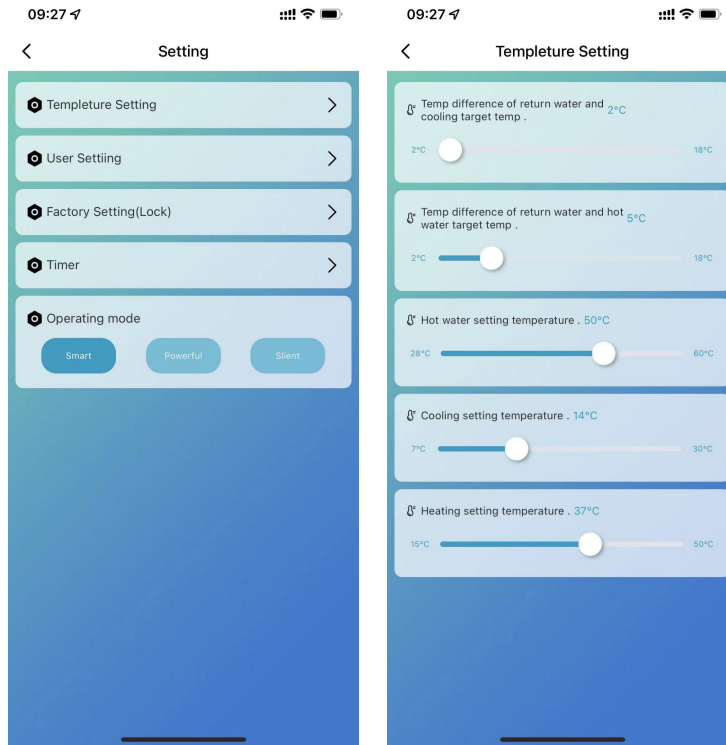 09:27
Setting
Templeture Setting
User Settiing
Factory Setting(Lock)
Timer
Operating mode
Smart
Powerful
Slient
09:27
Templeture Setting
Temp difference of return water and
cooling target temp . 2°C
2°C 18°C
Temp difference of return water and hot
water target temp . 5°C
2°C 18°C
Hot water setting temperature . 50°C
28°C 60°C
Cooling setting temperature . 14°C
7°C 30°C
Heating setting temperature . 37°C
15°C 50°C